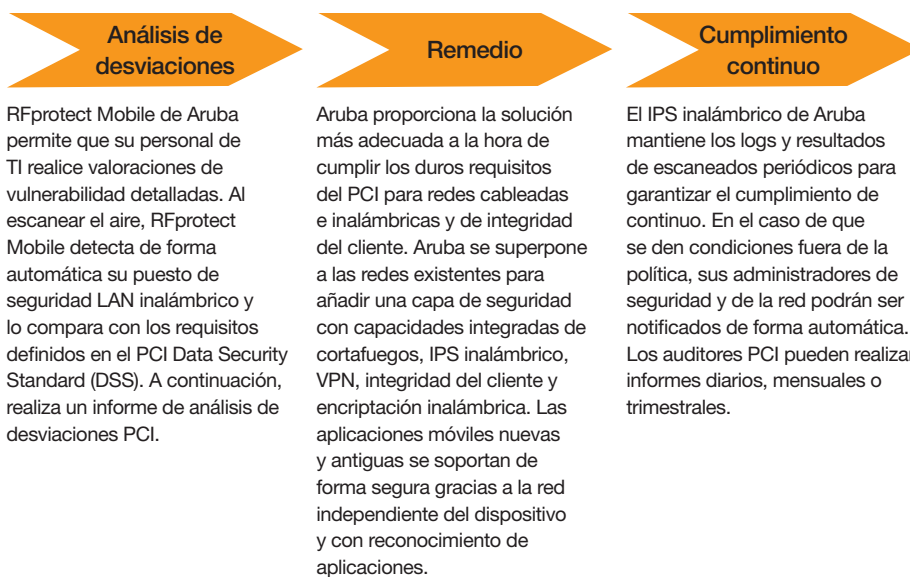 Análisis de
desviaciones
RFprotect Mobile de Aruba
permite que su personal de
TI realice valoraciones de
vulnerabilidad detalladas. Al
escanear el aire, RFprotect
Mobile detecta de forma
automática su puesto de
seguridad LAN inalámbrico y
lo compara con los requisitos
definidos en el PCI Data Security
Standard (DSS). A continuación,
realiza un informe de análisis de
desviaciones PCI.
Remedio
Aruba proporciona la solución
más adecuada a la hora de
cumplir los duros requisitos
del PCI para redes cableadas
e inalámbricas y de integridad
del cliente. Aruba se superpone
a las redes existentes para
añadir una capa de seguridad
con capacidades integradas de
cortafuegos, IPS inalámbrico,
VPN, integridad del cliente y
encriptación inalámbrica. Las
aplicaciones móviles nuevas
y antiguas se soportan de
forma segura gracias a la red
independiente del dispositivo
y con reconocimiento de
aplicaciones.
Cumplimiento
continuo
El IPS inalámbrico de Aruba
mantiene los logs y resultados
de escaneados periódicos para
garantizar el cumplimiento de
continuo. En el caso de que
se den condiciones fuera de la
política, sus administradores de
seguridad y de la red podrán ser
notificados de forma automática.
Los auditores PCI pueden realizar
informes diarios, mensuales o
trimestrales.